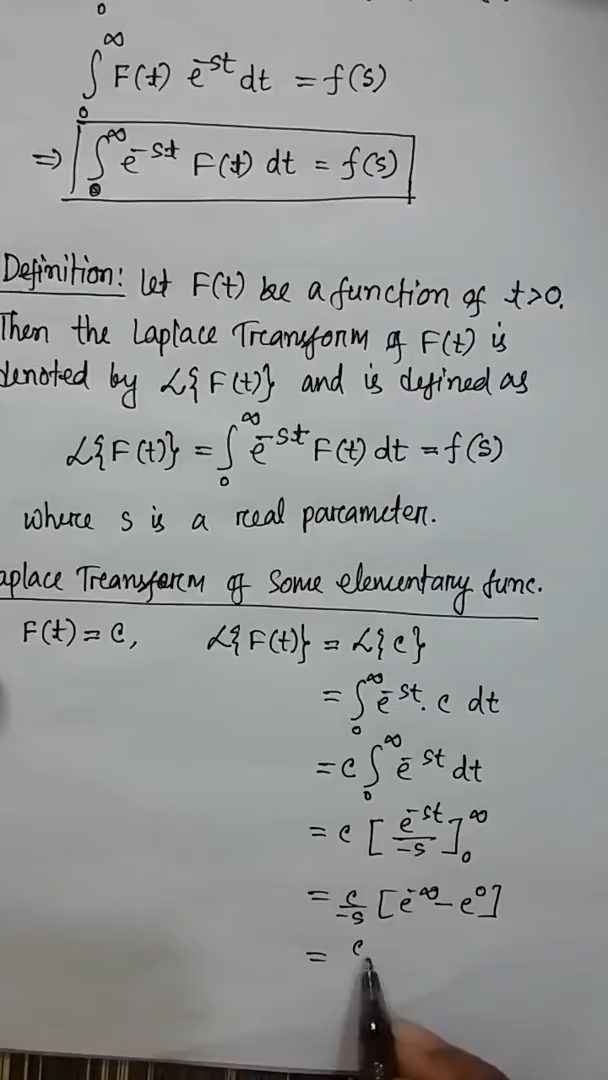 0
∫₀^∞ F(t) e^{-st} dt = f(s)
⇒ ∫₀^∞ e^{-st} F(t) dt = f(s)
Definition: Let F(t) be a function of t>0.
Then the Laplace Transform of F(t) is
denoted by ℒ{F(t)} and is defined as
ℒ{F(t)} = ∫₀^∞ e^{-st} F(t) dt = f(s)
where s is a real parameter.
aplace Transform of Some elementary func.
F(t) = c, ℒ{F(t)} = ℒ{c}
= ∫₀^∞ e^{-st}. c dt
= c ∫₀^∞ e^{-st} dt
= c [e^{-st}/-s]₀^∞
= c/-s [e^{-∞} - e^0]
= c